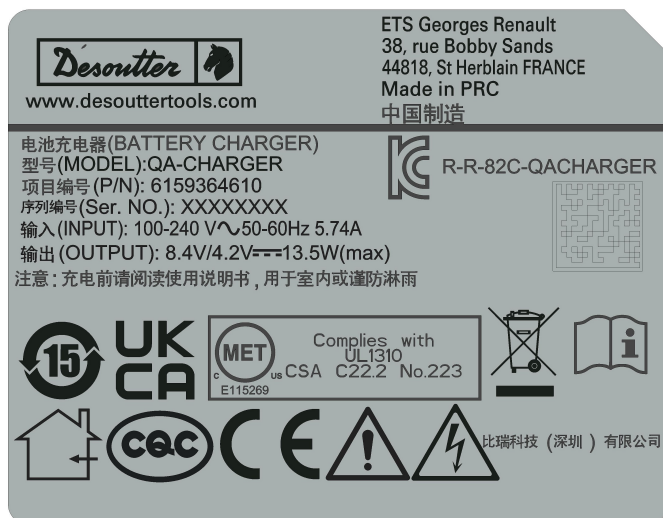 Desoutter
www.desouttertools.com
ETS Georges Renault
38, rue Bobby Sands
44818, St Herblain FRANCE
Made in PRC
中国制造
电池充电器(BATTERY CHARGER)
型号(MODEL):QA-CHARGER
项目编号(P/N): 6159364610
序列编号(Ser. NO.): XXXXXXXX
输入(INPUT): 100-240 V～50-60Hz 5.74A
输出(OUTPUT): 8.4V/4.2V⎓13.5W(max)
注意：充电前请阅读使用说明书，用于室内或谨防淋雨
R-R-82C-QACHARGER
15
UK
CA
MET
C US
E115269
Complies with
UL1310
CSA C22.2 No.223
i
CQC
CE
!
比瑞科技（深圳）有限公司